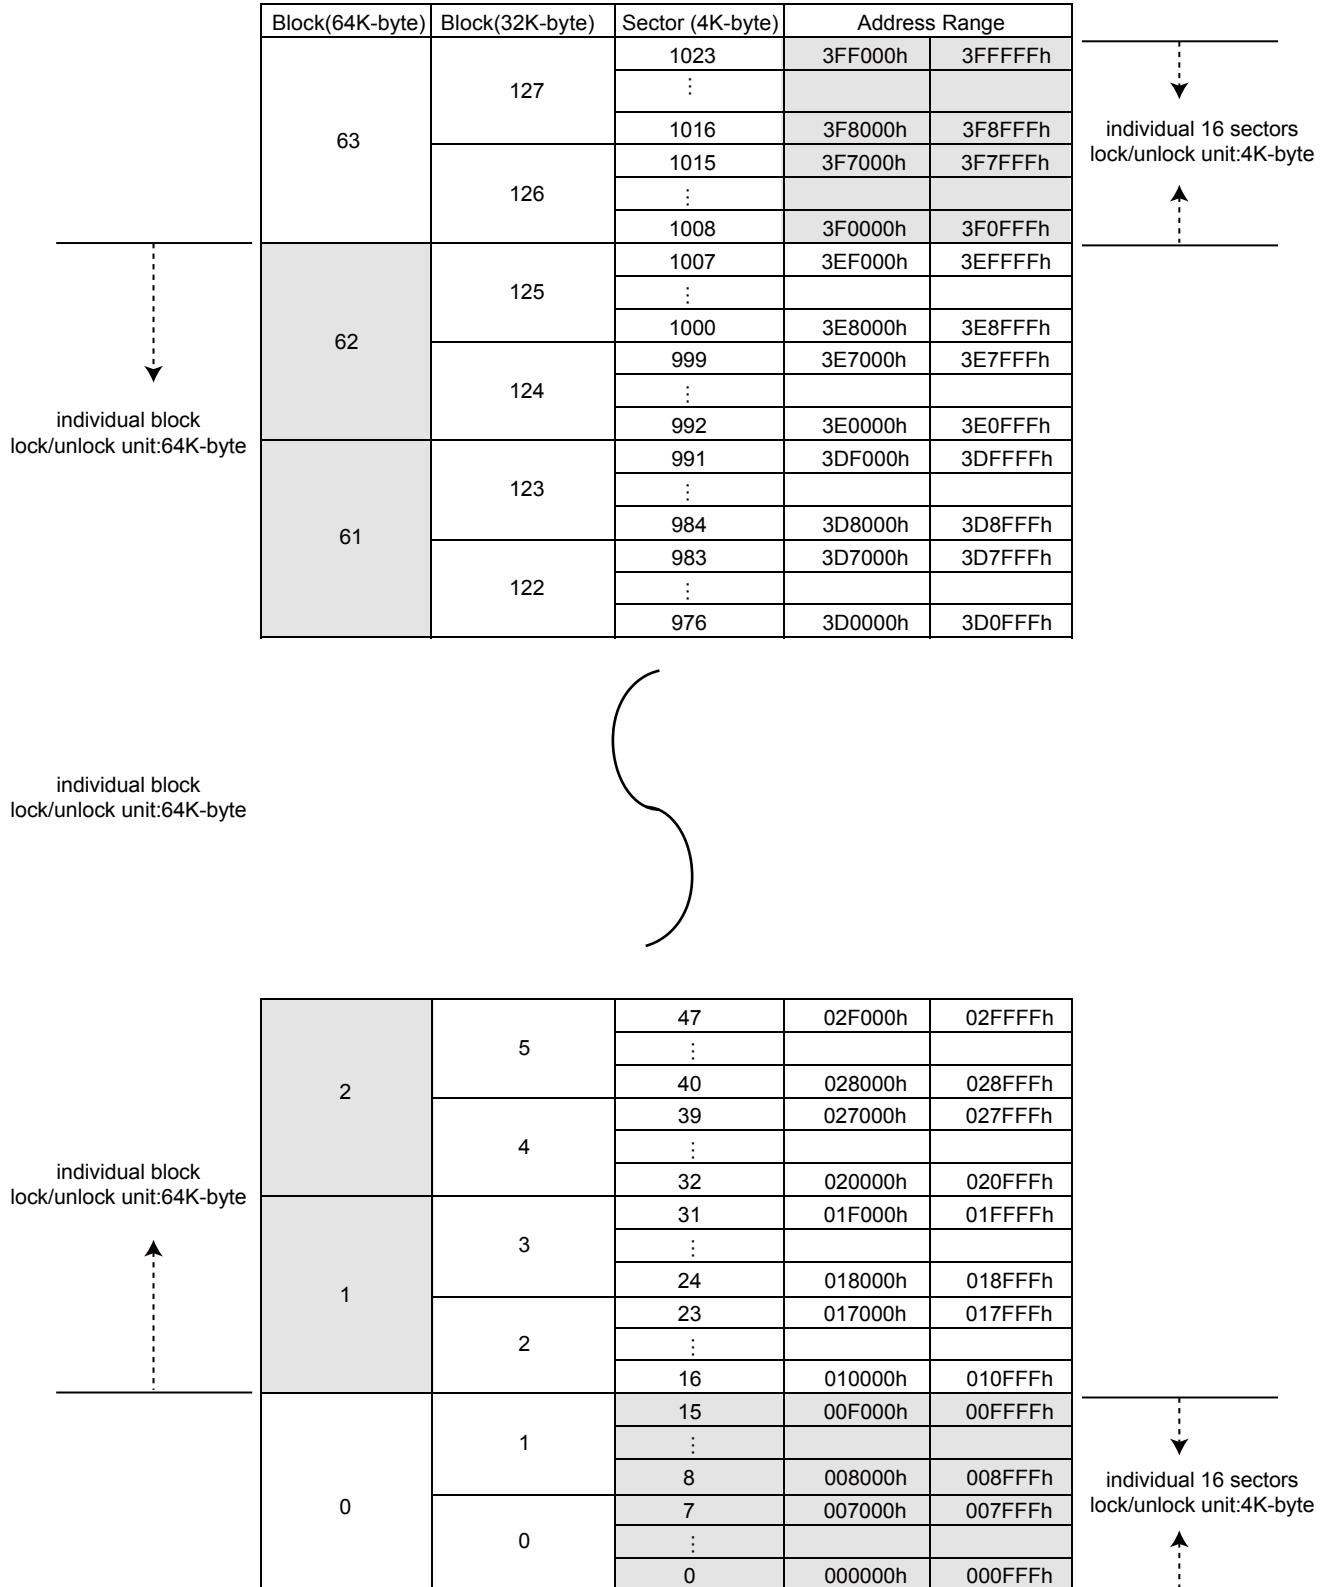 Block(64K-byte) Block(32K-byte) Sector (4K-byte) Address Range
63
127
1023 3FF000h 3FFFFFh
⋮
1016 3F8000h 3F8FFFh
126
1015 3F7000h 3F7FFFh
⋮
1008 3F0000h 3F0FFFh
individual 16 sectors
lock/unlock unit:4K-byte
62
125
1007 3EF000h 3EFFFFh
⋮
1000 3E8000h 3E8FFFh
124
999 3E7000h 3E7FFFh
⋮
992 3E0000h 3E0FFFh
individual block
lock/unlock unit:64K-byte
61
123
991 3DF000h 3DFFFFh
⋮
984 3D8000h 3D8FFFh
122
983 3D7000h 3D7FFFh
⋮
976 3D0000h 3D0FFFh
individual block
lock/unlock unit:64K-byte
2
5
47 02F000h 02FFFFh
⋮
40 028000h 028FFFh
4
39 027000h 027FFFh
⋮
32 020000h 020FFFh
individual block
lock/unlock unit:64K-byte
1
3
31 01F000h 01FFFFh
⋮
24 018000h 018FFFh
2
23 017000h 017FFFh
⋮
16 010000h 010FFFh
0
1
15 00F000h 00FFFFh
⋮
8 008000h 008FFFh
0
7 007000h 007FFFh
⋮
0 000000h 000FFFh
individual 16 sectors
lock/unlock unit:4K-byte